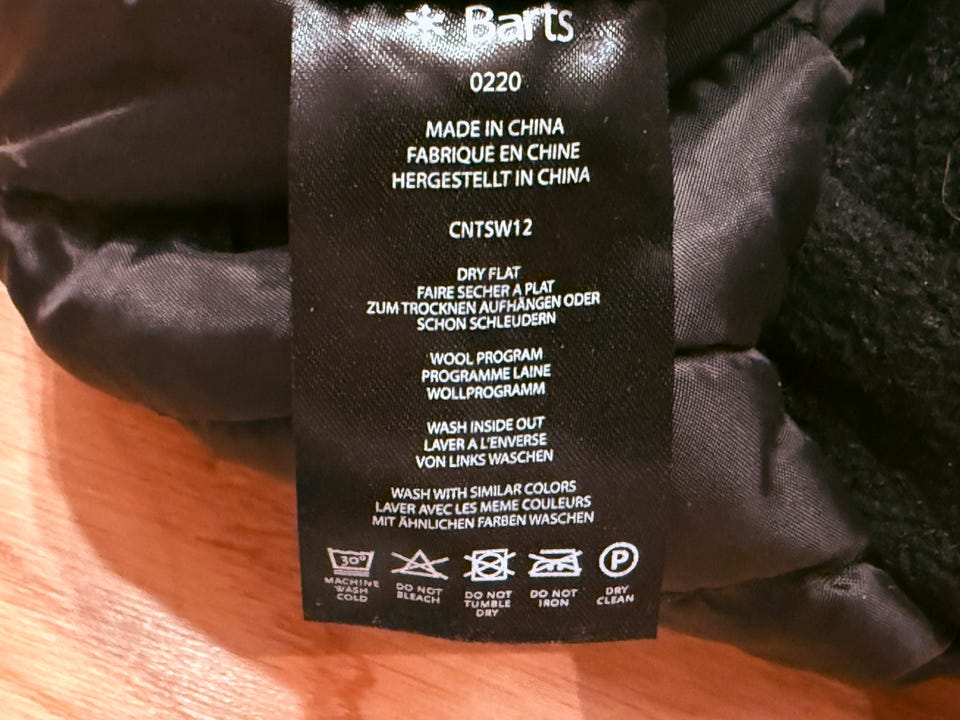 Barts
0220
MADE IN CHINA
FABRIQUE EN CHINE
HERGESTELLT IN CHINA
CNTSW12
DRY FLAT
FAIRE SECHER A PLAT
ZUM TROCKNEN AUFHÄNGEN ODER
SCHON SCHLEUDERN
WOOL PROGRAM
PROGRAMME LAINE
WOLLPROGRAMM
WASH INSIDE OUT
LAVER A L'ENVERSE
VON LINKS WASCHEN
WASH WITH SIMILAR COLORS
LAVER AVEC LES MEME COULEURS
MIT ÄHNLICHEN FARBEN WASCHEN
30° P
MACHINE WASH COLD
DO NOT BLEACH
DO NOT TUMBLE DRY
DO NOT IRON
DRY CLEAN